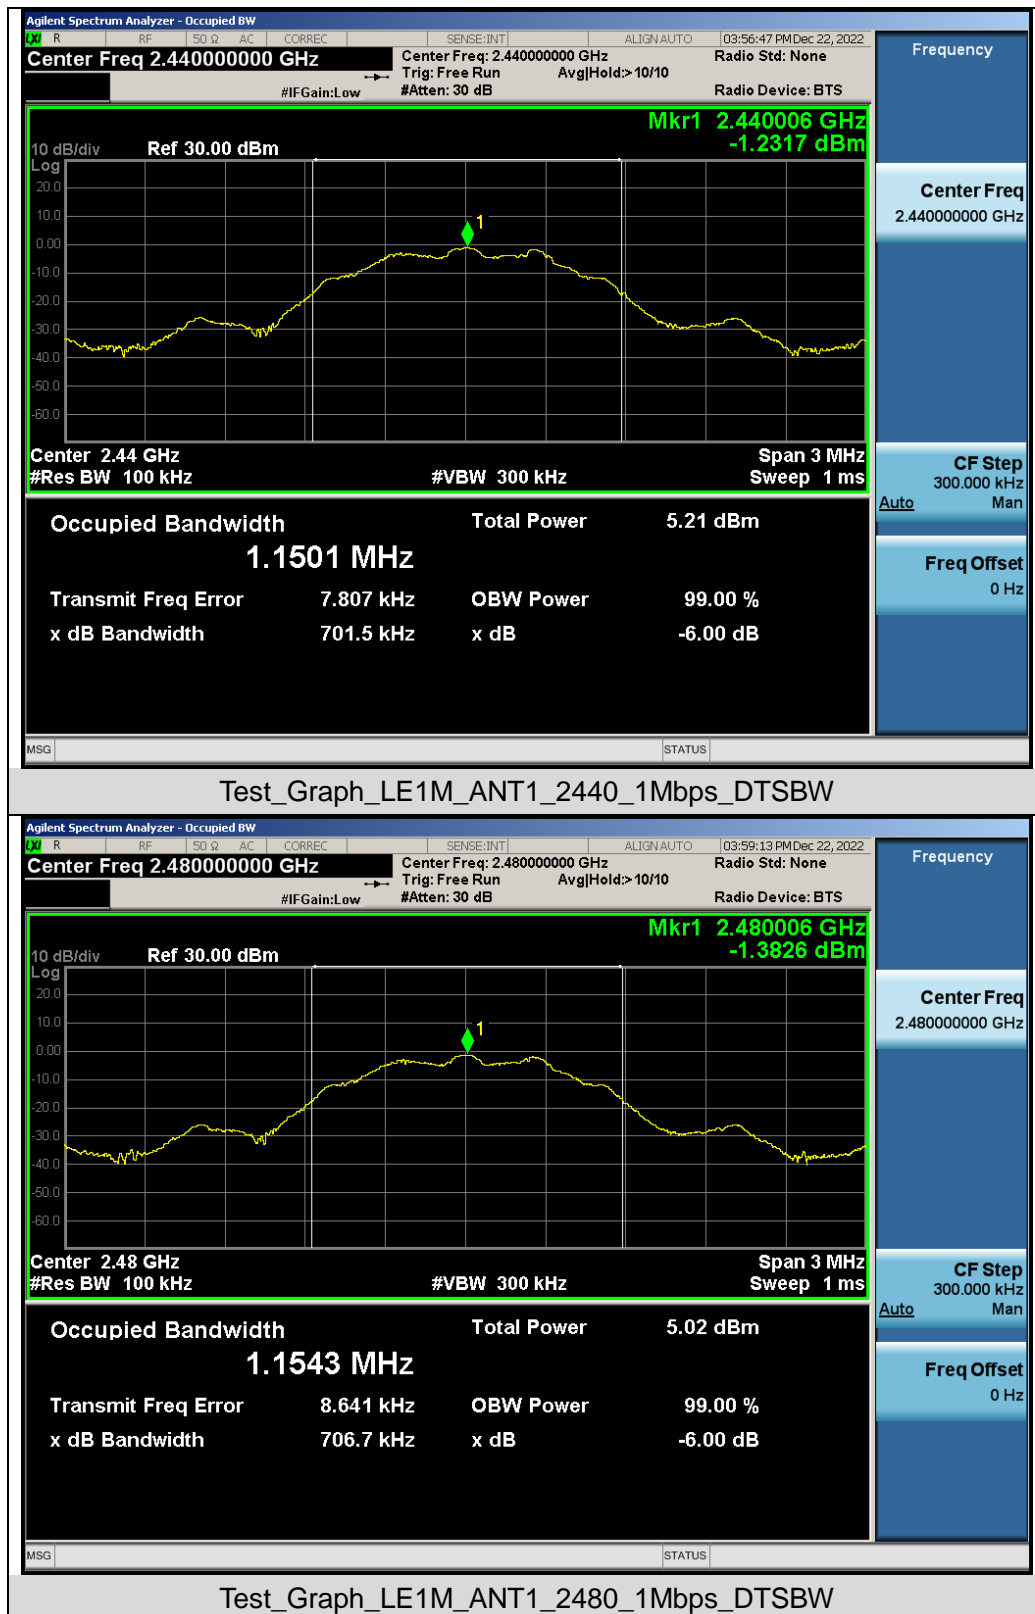 Agilent Spectrum Analyzer - Occupied BW
LXI R RF 50 Ω AC CORREC SENSE:INT ALIGN AUTO 03:56:47 PM Dec 22, 2022
Center Freq 2.440000000 GHz Center Freq: 2.440000000 GHz Radio Std: None
Trig: Free Run Avg|Hold:> 10/10
#IFGain:Low #Atten: 30 dB Radio Device: BTS
Frequency
Mkr1 2.440006 GHz
-1.2317 dBm
10 dB/div Ref 30.00 dBm
Log
20.0
10.0
0.00
-10.0
-20.0
-30.0
-40.0
-50.0
-60.0
1
Center 2.44 GHz Span 3 MHz
#Res BW 100 kHz #VBW 300 kHz Sweep 1 ms
Center Freq
2.440000000 GHz
CF Step
300.000 kHz
Auto Man
Freq Offset
0 Hz
Occupied Bandwidth Total Power 5.21 dBm
1.1501 MHz
Transmit Freq Error 7.807 kHz OBW Power 99.00 %
x dB Bandwidth 701.5 kHz x dB -6.00 dB
MSG STATUS
Test_Graph_LE1M_ANT1_2440_1Mbps_DTSBW
Agilent Spectrum Analyzer - Occupied BW
LXI R RF 50 Ω AC CORREC SENSE:INT ALIGN AUTO 03:59:13 PM Dec 22, 2022
Center Freq 2.480000000 GHz Center Freq: 2.480000000 GHz Radio Std: None
Trig: Free Run Avg|Hold:> 10/10
#IFGain:Low #Atten: 30 dB Radio Device: BTS
Frequency
Mkr1 2.480006 GHz
-1.3826 dBm
10 dB/div Ref 30.00 dBm
Log
20.0
10.0
0.00
-10.0
-20.0
-30.0
-40.0
-50.0
-60.0
1
Center 2.48 GHz Span 3 MHz
#Res BW 100 kHz #VBW 300 kHz Sweep 1 ms
Center Freq
2.480000000 GHz
CF Step
300.000 kHz
Auto Man
Freq Offset
0 Hz
Occupied Bandwidth Total Power 5.02 dBm
1.1543 MHz
Transmit Freq Error 8.641 kHz OBW Power 99.00 %
x dB Bandwidth 706.7 kHz x dB -6.00 dB
MSG STATUS
Test_Graph_LE1M_ANT1_2480_1Mbps_DTSBW